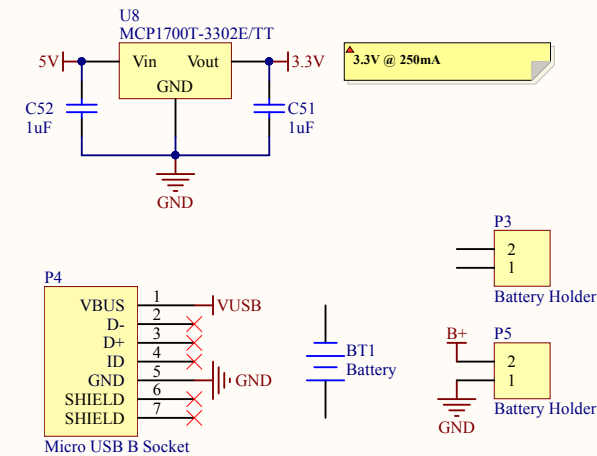 U8
MCP1700T-3302E/TT
5V
Vin
Vout
3.3V
GND
C52
1uF
C51
1uF
GND
3.3V @ 250mA
P3
2
1
Battery Holder
P4
VBUS 1 VUSB
D- 2
D+ 3
ID 4
GND 5 GND
SHIELD 6
SHIELD 7
Micro USB B Socket
BT1
Battery
B+
P5
2
1
Battery Holder
GND